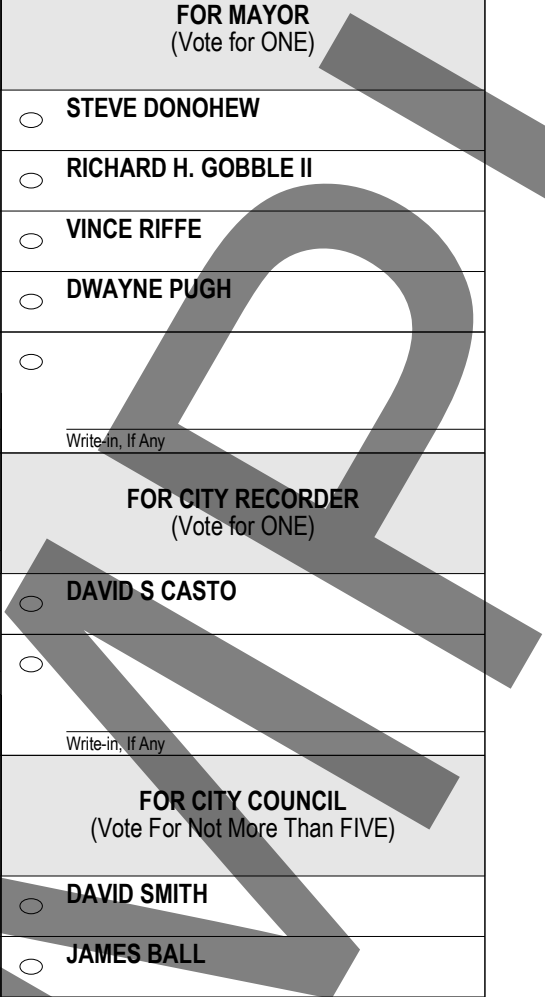 FOR MAYOR
(Vote for ONE)
STEVE DONOHEW
RICHARD H. GOBBLE II
VINCE RIFFE
DWAYNE PUGH
Write-in, If Any
FOR CITY RECORDER
(Vote for ONE)
DAVID S CASTO
Write-in, If Any
FOR CITY COUNCIL
(Vote For Not More Than FIVE)
DAVID SMITH
JAMES BALL